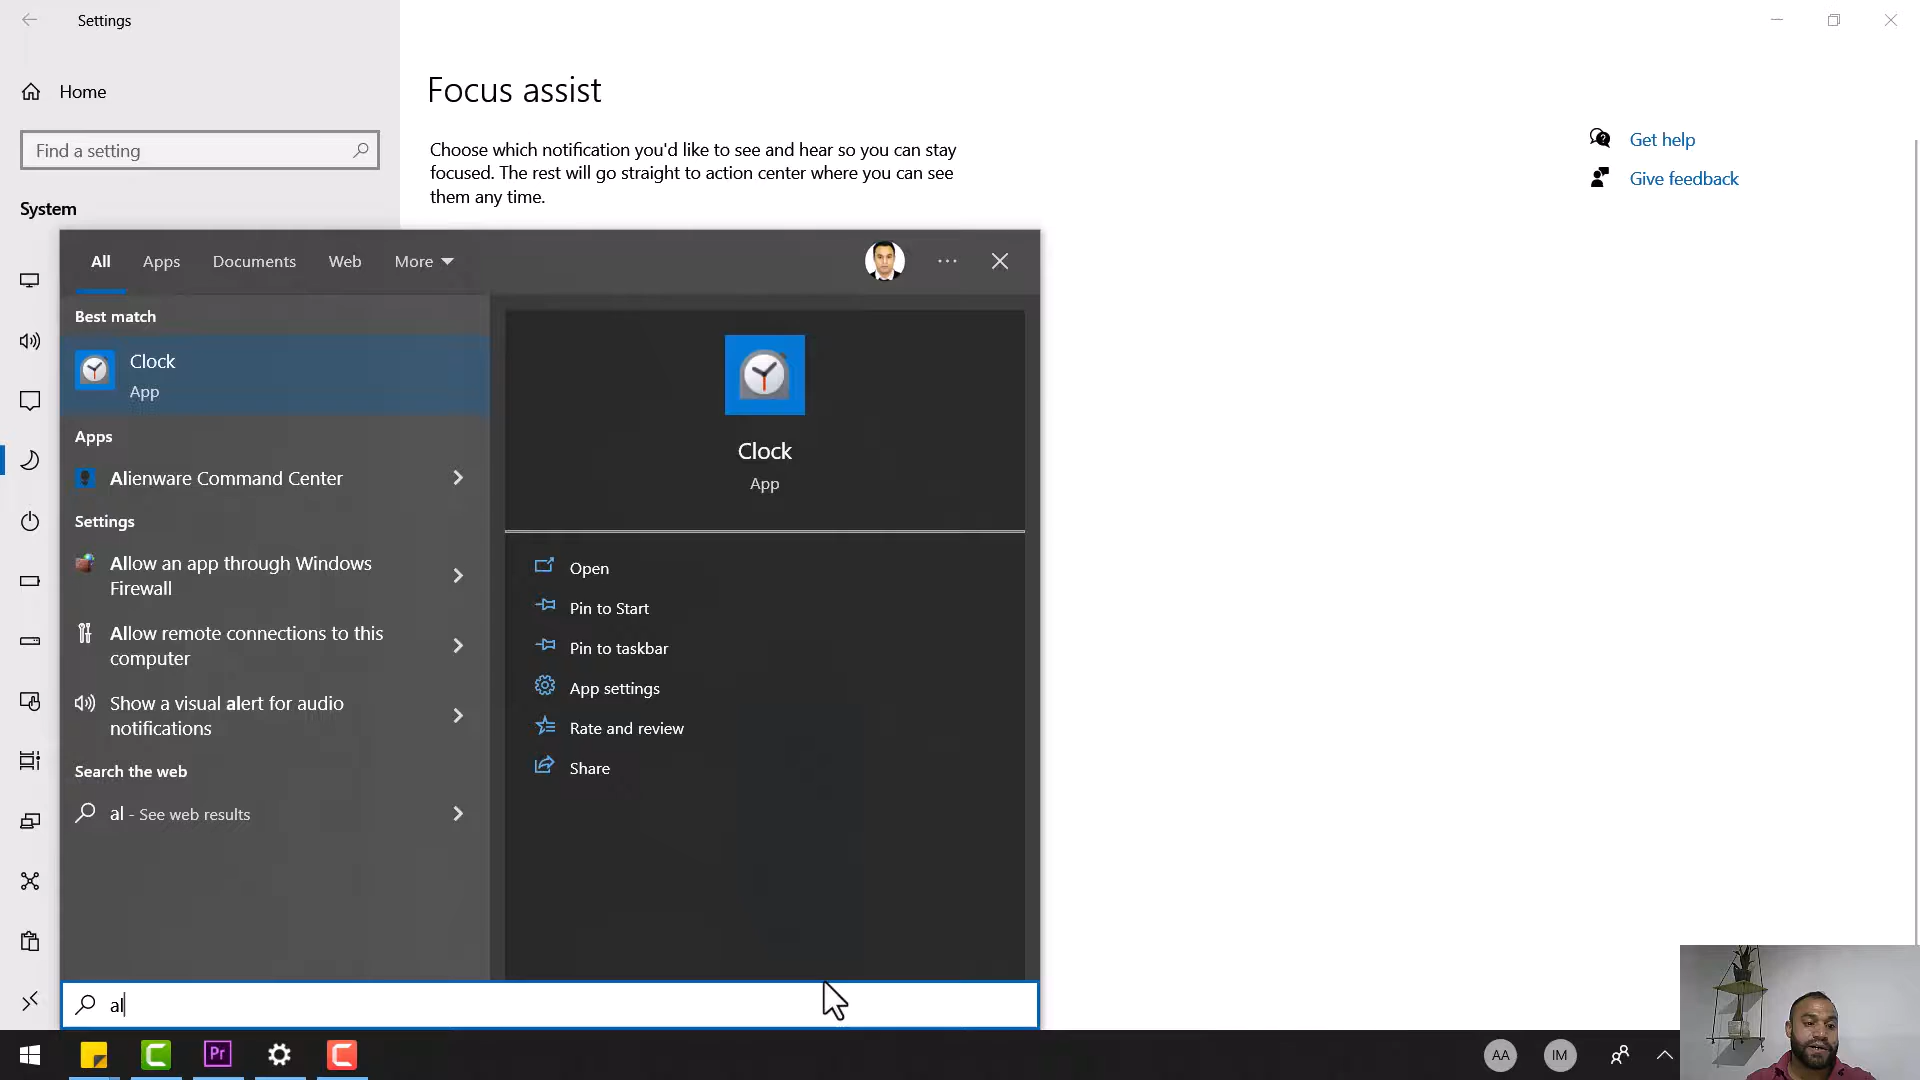 Settings
Home
Find a setting
System
Focus assist
Choose which notification you'd like to see and hear so you can stay
focused. The rest will go straight to action center where you can see
them any time.
Get help
Give feedback
All
Apps
Documents
Web
More
Best match
Clock
App
Apps
Alienware Command Center
Settings
Allow an app through Windows
Firewall
Allow remote connections to this
computer
Show a visual alert for audio
notifications
Search the web
al - See web results
Clock
App
Open
Pin to Start
Pin to taskbar
App settings
Rate and review
Share
al
Pr
AA
IM